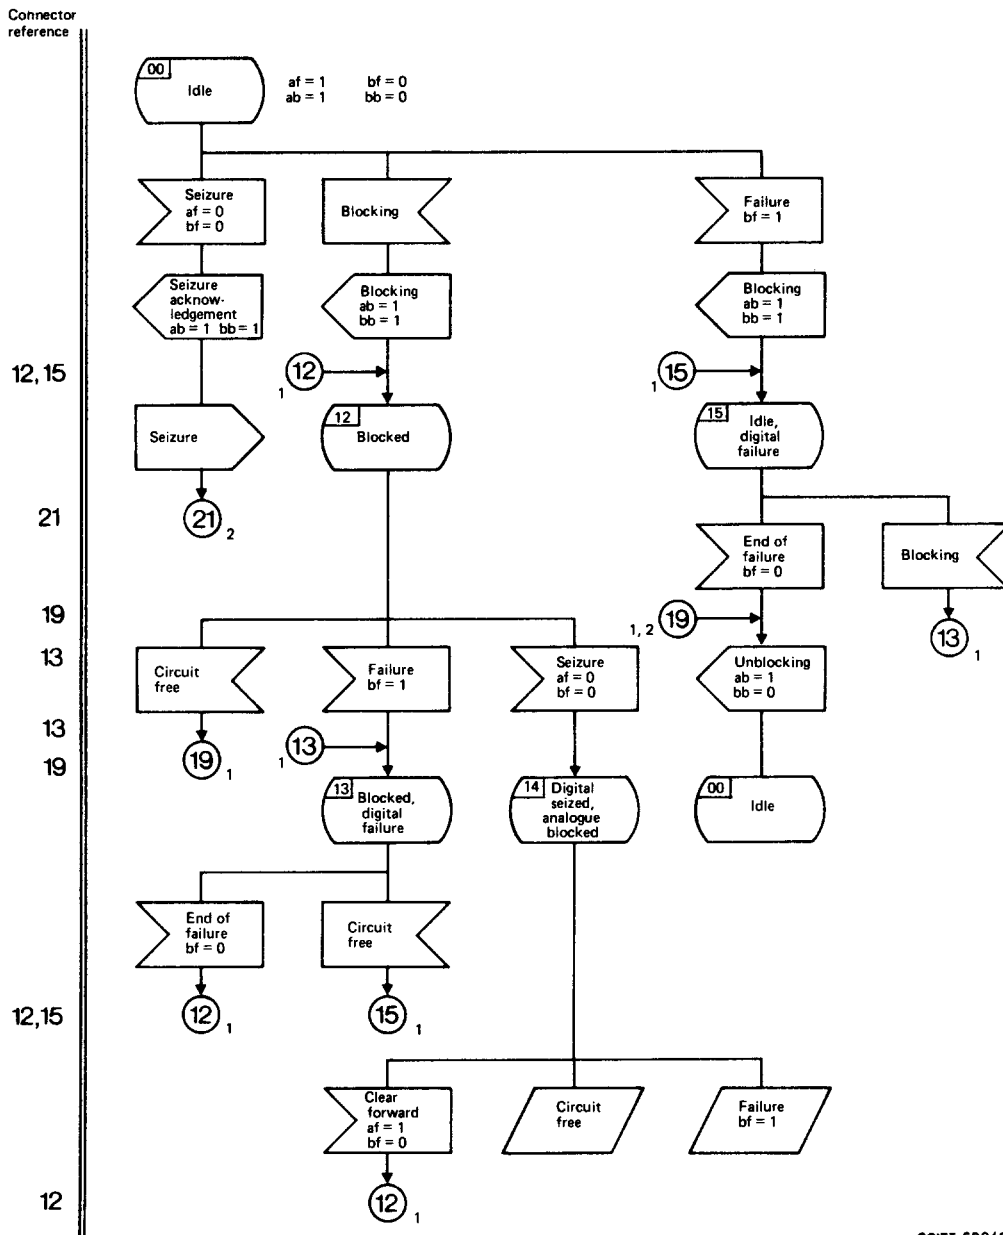 Connector
reference
00
Idle
af = 1 bf = 0
ab = 1 bb = 0
Seizure
af = 0
bf = 0
Blocking
Failure
bf = 1
Seizure
acknow-
ledgement
ab = 1 bb = 1
Blocking
ab = 1
bb = 1
Blocking
ab = 1
bb = 1
12,15
12
1
15
1
Seizure
12
Blocked
15
Idle,
digital
failure
21
21
2
End of
failure
bf = 0
Blocking
19
19
1, 2
13
1
13
Circuit
free
Failure
bf = 1
Seizure
af = 0
bf = 0
Unblocking
ab = 1
bb = 0
13
19
19
1
13
1
13
Blocked,
digital
failure
14
Digital
seized,
analogue
blocked
00
Idle
End of
failure
bf = 0
Circuit
free
12,15
12
1
15
1
Clear
forward
af = 1
bf = 0
Circuit
free
Failure
bf = 1
12
12
1